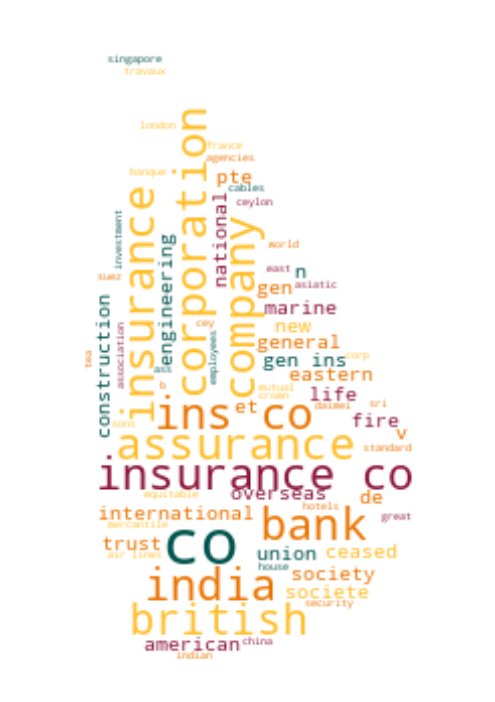 singapore
travaux
london
corporation
france
agencies
banque
pte
cables
insurance
national
ceylon
company
investment
engineering
world
east
n
suez
gen
asiatic
construction
marine
association
cey
new
employees
general
tea
gen ins
corp
ass
eastern
b
mutual
life
crown
ins
et
co
daimei
sri
fire
sons
v
assurance
standard
insurance co
equitable
overseas
de
international
hotels
mercantile
bank
great
trust
co
air lines
union
ceased
house
society
india
societe
security
british
american
china
indian